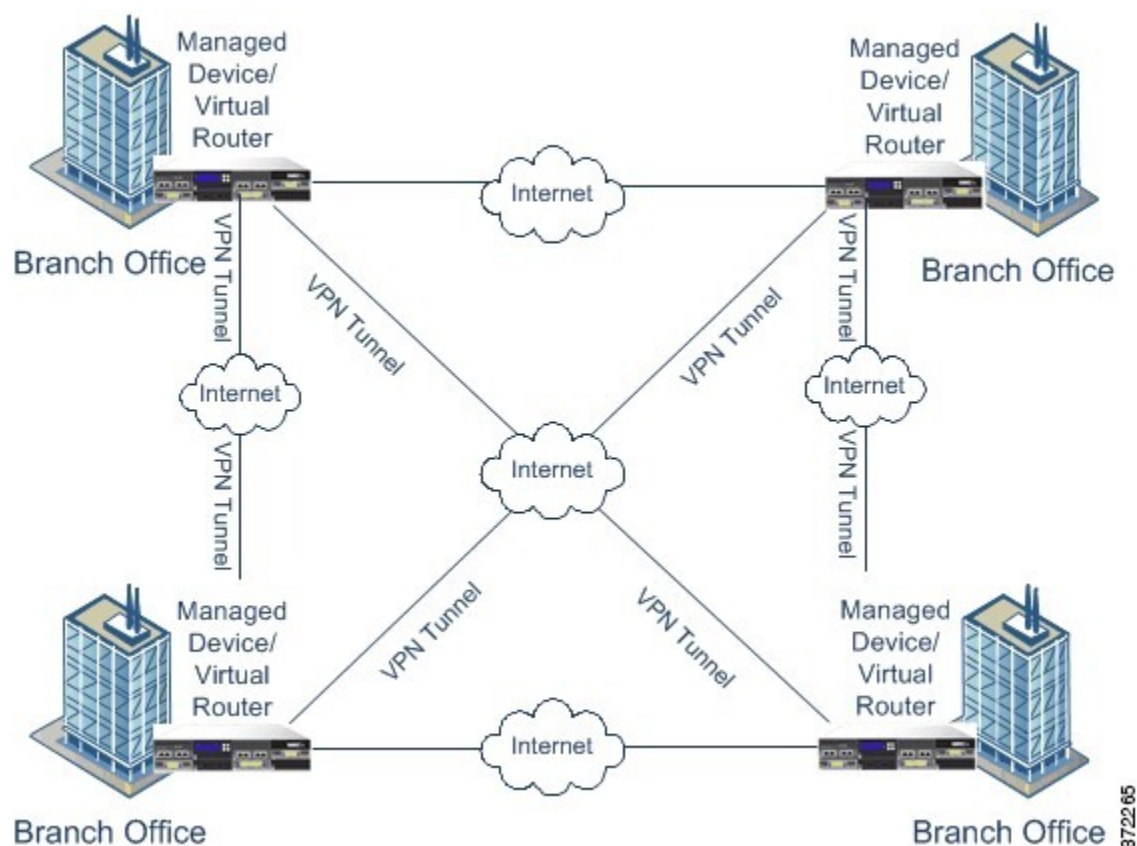 Managed
Device/
Virtual
Router
Managed
Device/
Virtual
Router
Internet
Branch Office
Branch Office
VPN Tunnel
VPN Tunnel
VPN Tunnel
VPN Tunnel
Internet
Internet
Internet
VPN Tunnel
VPN Tunnel
VPN Tunnel
VPN Tunnel
Managed
Device/
Virtual
Router
Managed
Device/
Virtual
Router
Internet
Branch Office
Branch Office
372265